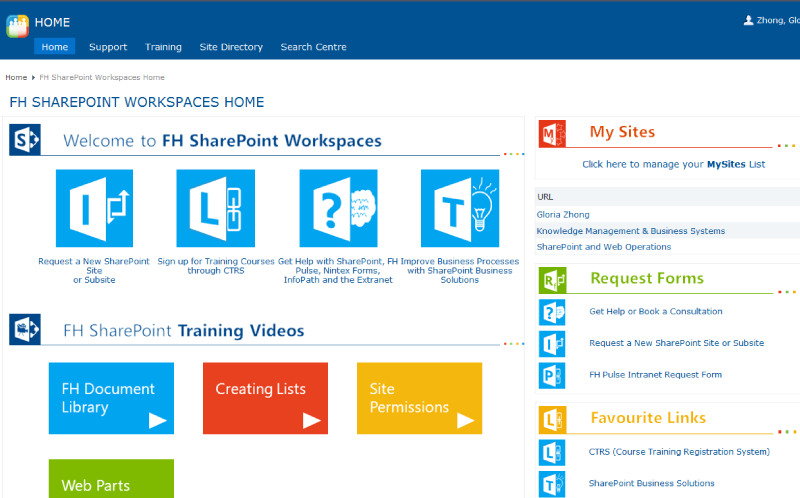 HOME
Zhong, Glo
Home Support Training Site Directory Search Centre
Home FH SharePoint Workspaces Home
FH SHAREPOINT WORKSPACES HOME
S
Welcome to FH SharePoint Workspaces
I
L
?
T
Request a New SharePoint
Site
or Subsite
Sign up for Training Courses
through CTRS
Get Help with SharePoint, FH
Pulse, Nintex Forms,
InfoPath and the Extranet
Improve Business Processes
with SharePoint Business
Solutions
FH SharePoint Training Videos
FH Document
Library
Creating Lists
Site
Permissions
Web Parts
M
My Sites
Click here to manage your MySites List
URL
Gloria Zhong
Knowledge Management & Business Systems
SharePoint and Web Operations
R
Request Forms
?
Get Help or Book a Consultation
I
Request a New SharePoint Site or Subsite
P
FH Pulse Intranet Request Form
L
Favourite Links
L
CTRS (Course Training Registration System)
T
SharePoint Business Solutions